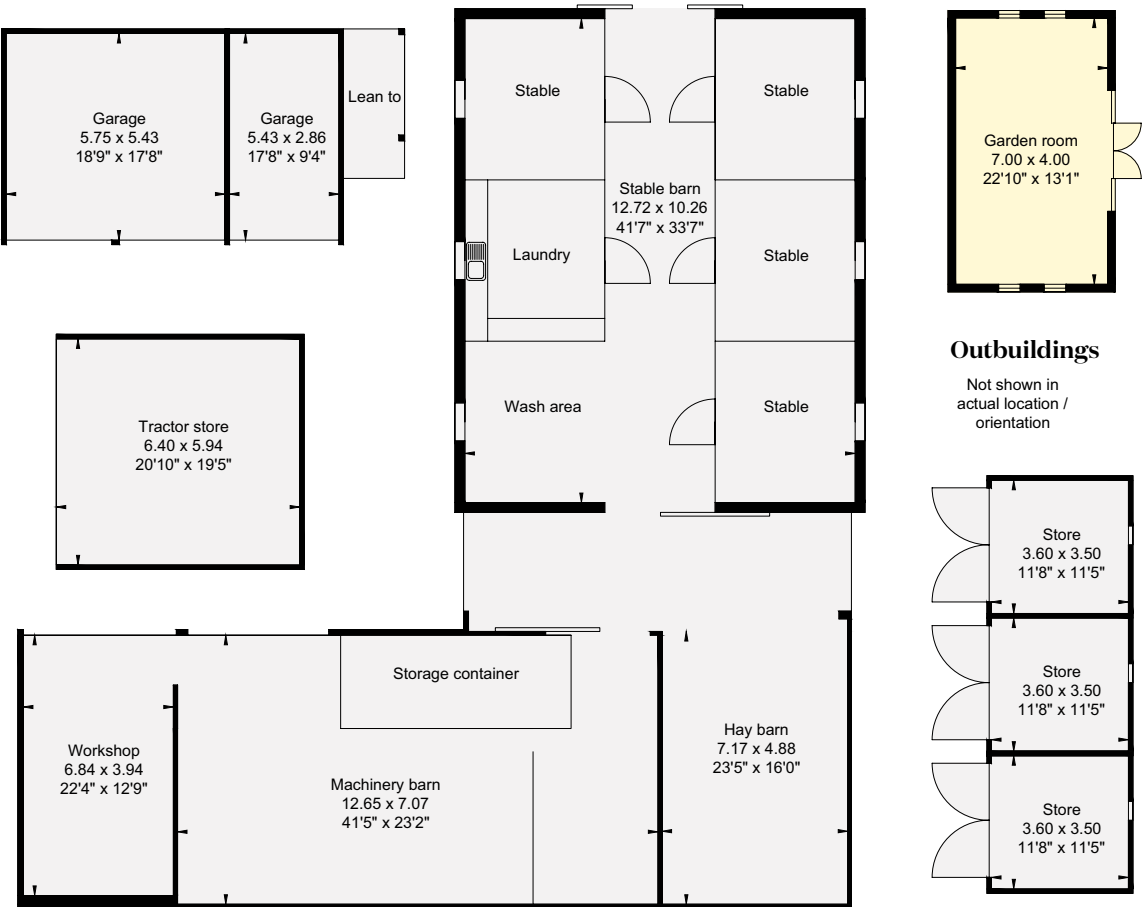 Garage
5.75 x 5.43
18'9" x 17'8"
Garage
5.43 x 2.86
17'8" x 9'4"
Lean to
Stable
Stable
Stable barn
12.72 x 10.26
41'7" x 33'7"
Laundry
Stable
Wash area
Stable
Garden room
7.00 x 4.00
22'10" x 13'1"
Outbuildings
Not shown in
actual location /
orientation
Tractor store
6.40 x 5.94
20'10" x 19'5"
Store
3.60 x 3.50
11'8" x 11'5"
Store
3.60 x 3.50
11'8" x 11'5"
Store
3.60 x 3.50
11'8" x 11'5"
Storage container
Workshop
6.84 x 3.94
22'4" x 12'9"
Machinery barn
12.65 x 7.07
41'5" x 23'2"
Hay barn
7.17 x 4.88
23'5" x 16'0"